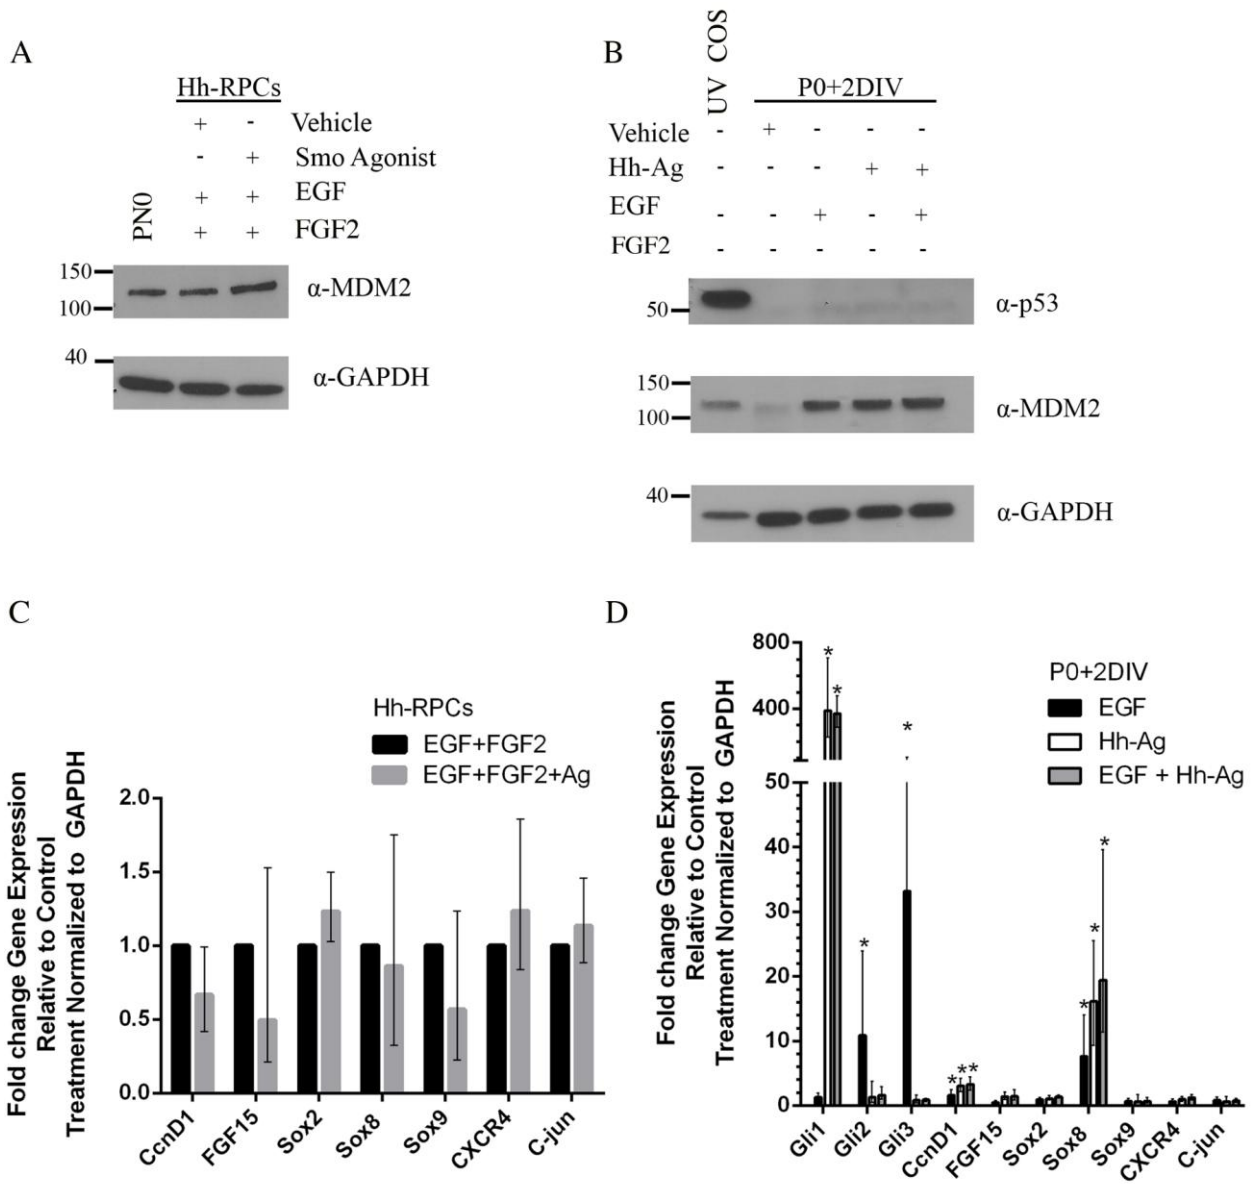 A
Hh-RPCs
+ - Vehicle
- + Smo Agonist
+ + EGF
+ + FGF2
PN0
150
100
α-MDM2
40
α-GAPDH
B
UV COS
P0+2DIV
Vehicle - + - - -
Hh-Ag - - - + +
EGF - - + - +
FGF2 - - - - -
50
α-p53
150
100
α-MDM2
40
α-GAPDH
C
Hh-RPCs
EGF+FGF2
EGF+FGF2+Ag
Fold change Gene Expression
Relative to Control
Treatment Normalized to GAPDH
2.0
1.5
1.0
0.5
0.0
CcnD1
FGF15
Sox2
Sox8
Sox9
CXCR4
C-jun
D
P0+2DIV
EGF
Hh-Ag
EGF + Hh-Ag
Fold change Gene Expression
Relative to Control
Treatment Normalized to GAPDH
800
400
50
40
30
20
10
0
* * * * * * * * * *
Gli1
Gli2
Gli3
CcnD1
FGF15
Sox2
Sox8
Sox9
CXCR4
C-jun